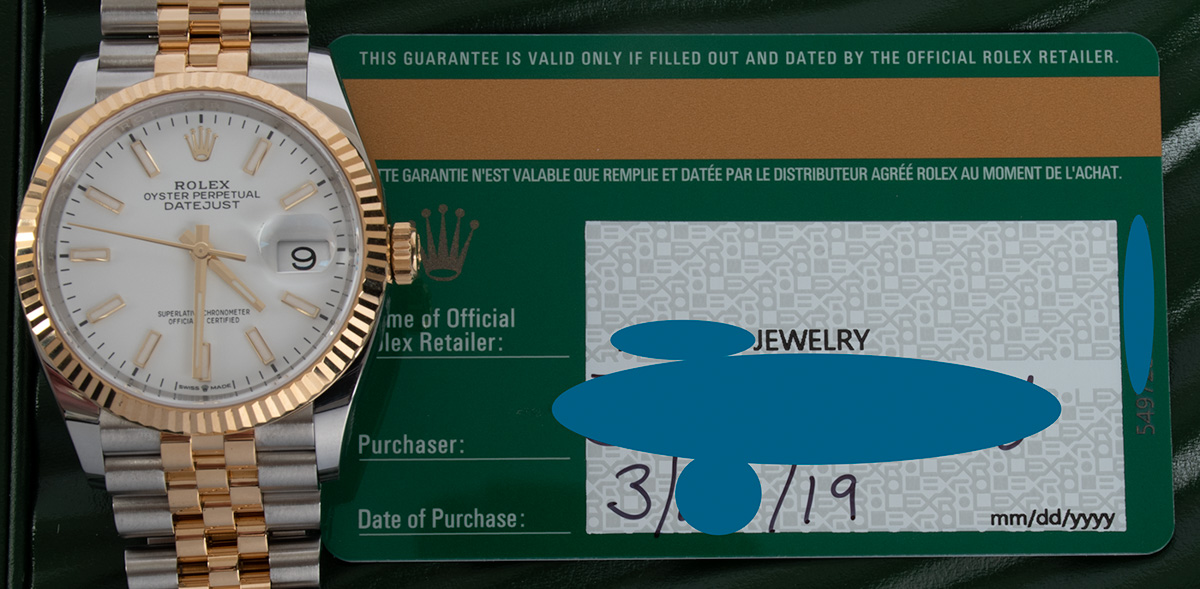 ROLEX
OYSTER PERPETUAL
DATEJUST
9
SUPERLATIVE CHRONOMETER
OFFICIALLY CERTIFIED
SWISS MADE
THIS GUARANTEE IS VALID ONLY IF FILLED OUT AND DATED BY THE OFFICIAL ROLEX RETAILER.
TTE GARANTIE N'EST VALABLE QUE REMPLIE ET DATÉE PAR LE DISTRIBUTEUR AGRÉÉ ROLEX AU MOMENT DE L'ACHAT.
me of Official
olex Retailer:
JEWELRY
Purchaser:
Date of Purchase:
3/ /19
mm/dd/yyyy
549